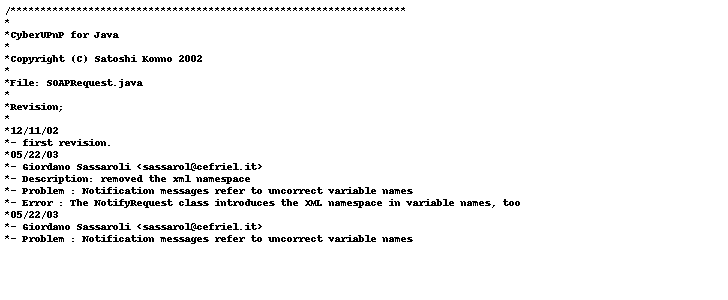 /******************************************************************
*
*CyberUPnP for Java
*
*Copyright (C) Satoshi Konno 2002
*
*File: SOAPRequest.java
*
*Revision;
*
*12/11/02
*- first revision.
*05/22/03
*- Giordano Sassaroli <sassarol@cefriel.it>
*- Description: removed the xml namespace
*- Problem : Notification messages refer to uncorrect variable names
*- Error : The NotifyRequest class introduces the XML namespace in variable names, too
*05/22/03
*- Giordano Sassaroli <sassarol@cefriel.it>
*- Problem : Notification messages refer to uncorrect variable names